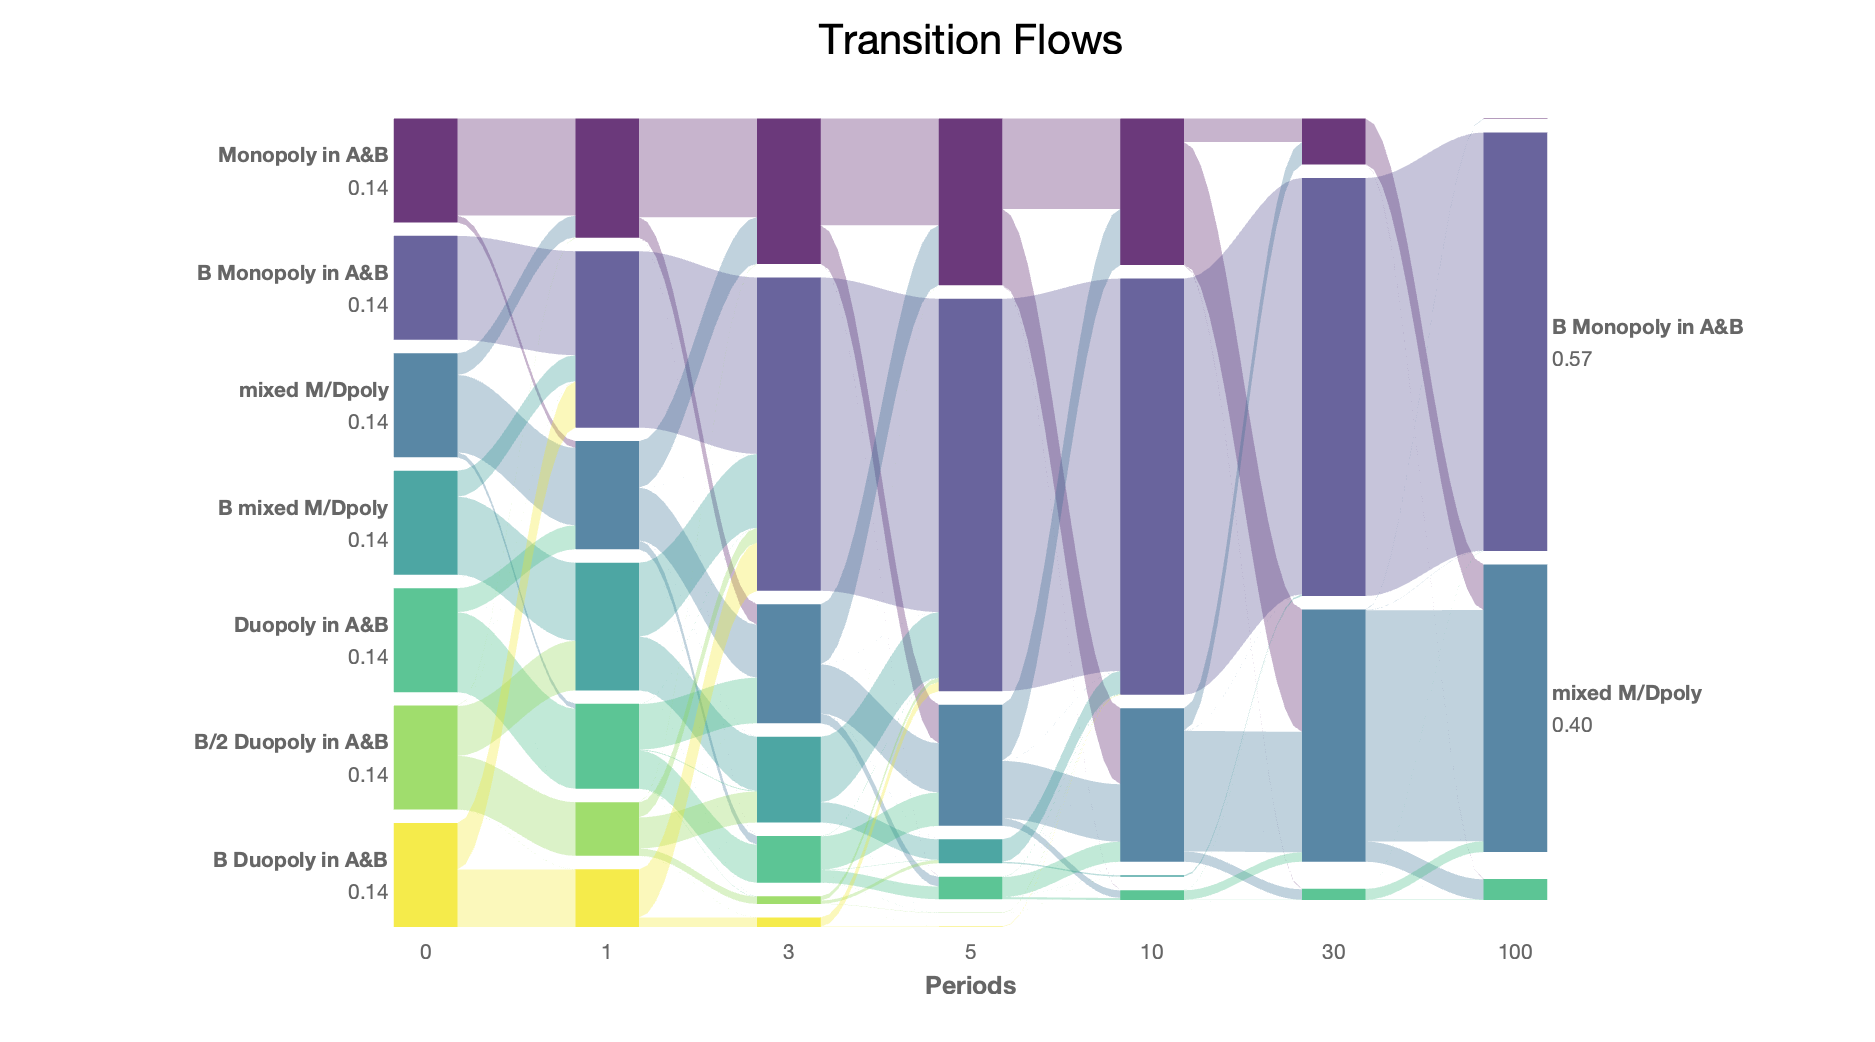 Transition Flows
Monopoly in A&B
0.14
B Monopoly in A&B
0.14
mixed M/Dpoly
0.14
B mixed M/Dpoly
0.14
Duopoly in A&B
0.14
B/2 Duopoly in A&B
0.14
B Duopoly in A&B
0.14
B Monopoly in A&B
0.57
mixed M/Dpoly
0.40
0 1 3 5 10 30 100
Periods